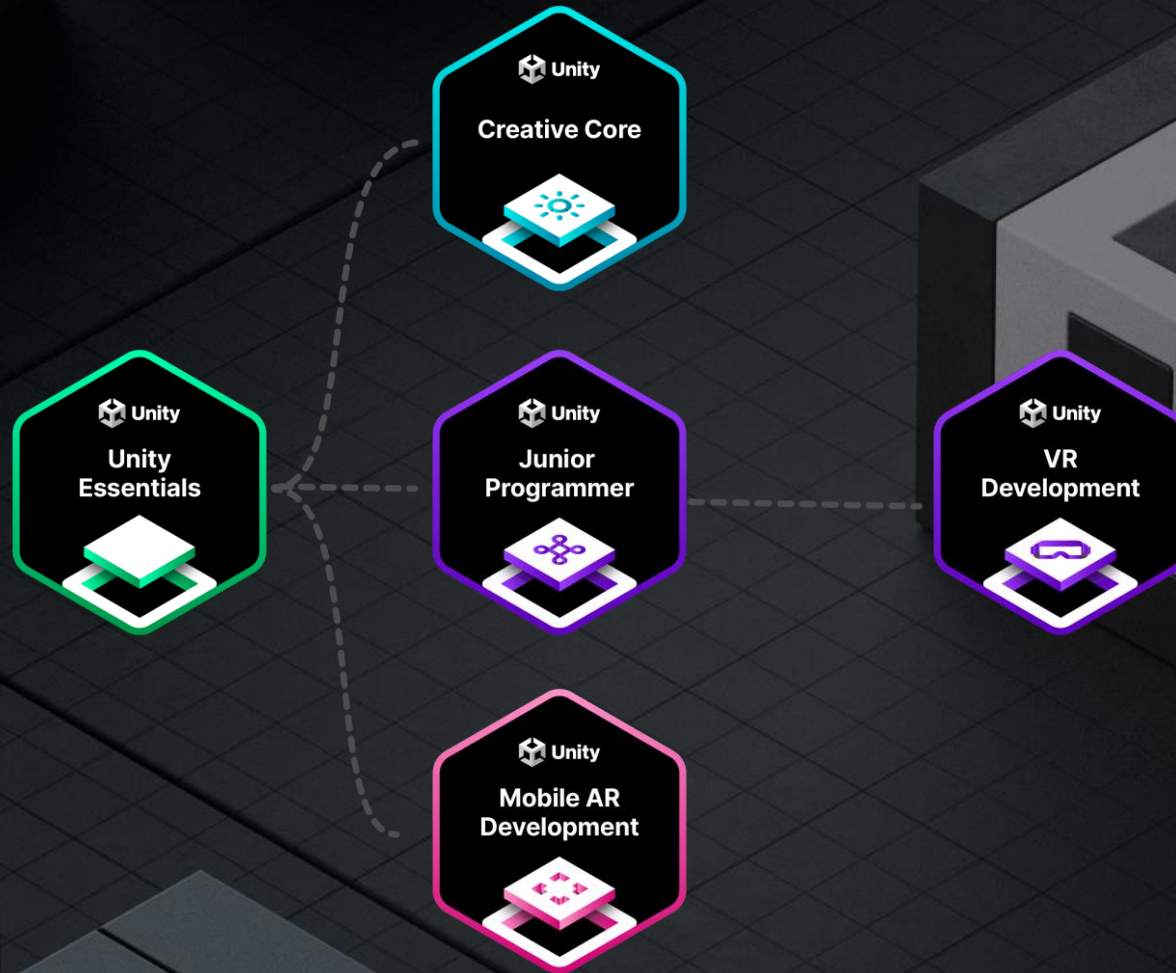 Unity
Creative Core
Unity
Unity
Essentials
Unity
Junior
Programmer
Unity
VR
Development
Unity
Mobile AR
Development